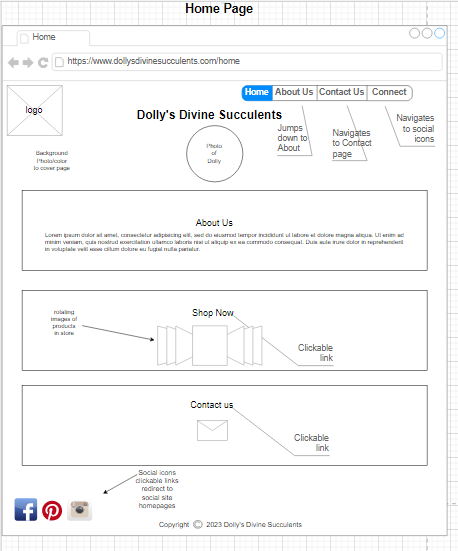 Home Page
Home
https://www.dollysdivinesucculents.com/home
logo
Home About Us Contact Us Connect
Dolly's Divine Succulents
Photo
of
Dolly
Jumps
down to
About
Navigates
to Contact
page
Navigates
to social
icons
Background
Photo/color
to cover page
About Us
Lorem ipsum dolor sit amet, consectetur adipiscing elit, sed do eiusmod tempor incididunt ut labore et dolore magna aliqua. Ut enim ad
minim veniam, quis nostrud exercitation ullamco laboris nisi ut aliquip ex ea commodo consequat. Duis aute irure dolor in reprehenderit
in voluptate velit esse cillum dolore eu fugiat nulla pariatur.
rotating
images of
products
in store
Shop Now
Clickable
link
Contact us
Clickable
link
Social icons
clickable links
redirect to
social site
homepages
Copyright © 2023 Dolly's Divine Succulents